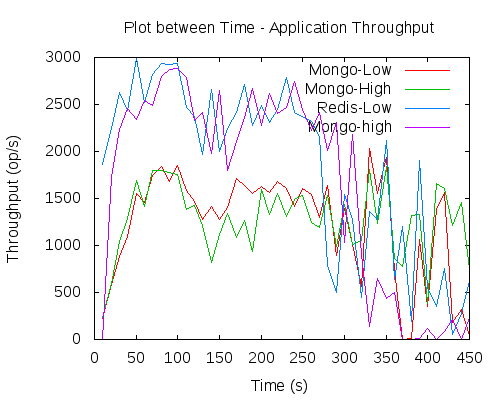 Plot between Time - Application Throughput
3000
2500
2000
1500
1000
500
0
Throughput (op/s)
Mongo-Low
Mongo-High
Redis-Low
Mongo-high
0 50 100 150 200 250 300 350 400 450
Time (s)